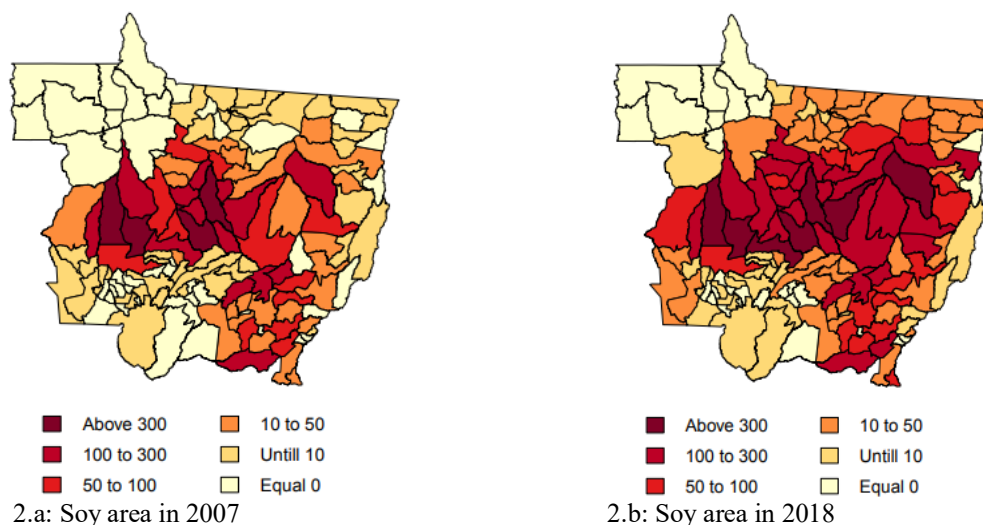 Above 300
10 to 50
100 to 300
Untill 10
50 to 100
Equal 0
2.a: Soy area in 2007
Above 300
10 to 50
100 to 300
Untill 10
50 to 100
Equal 0
2.b: Soy area in 2018